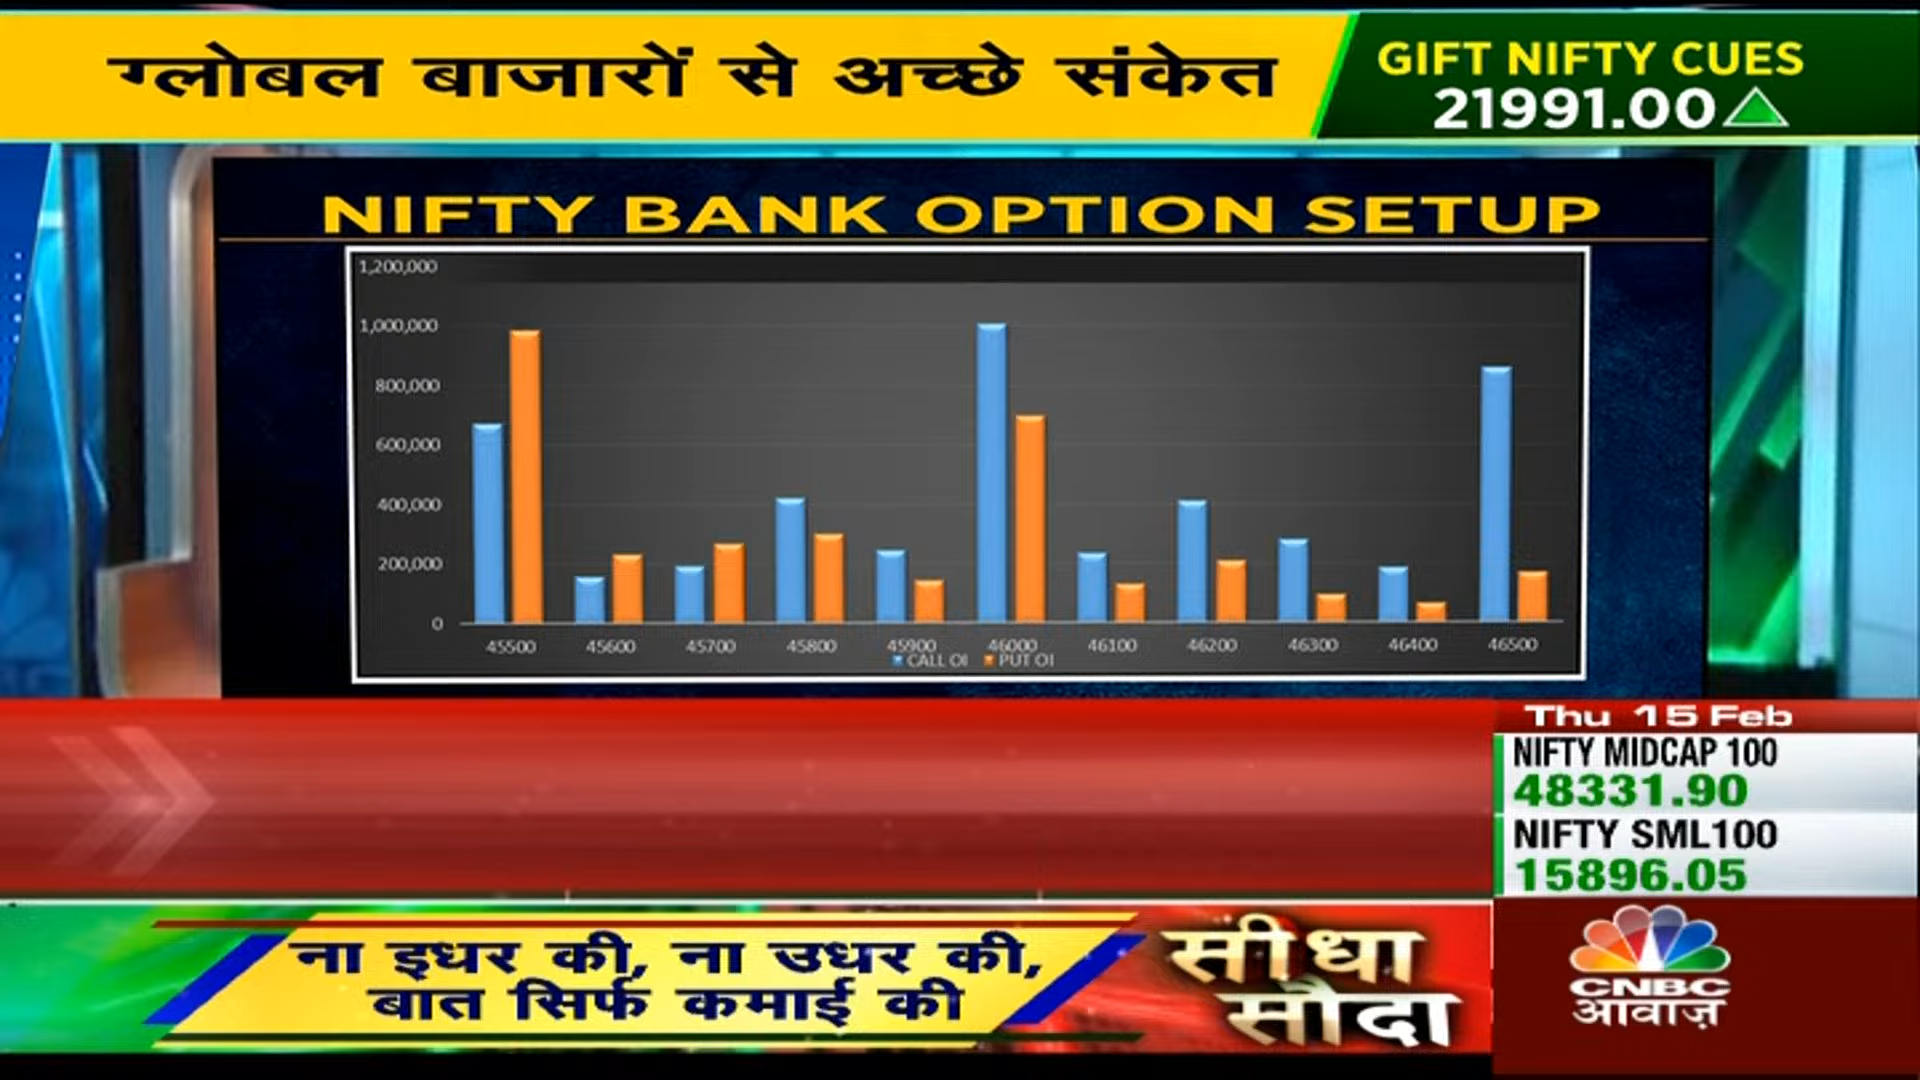 ग्लोबल बाजारों से अच्छे संकेत
GIFT NIFTY CUES
21991.00
NIFTY BANK OPTION SETUP
1,200,000
1,000,000
800,000
600,000
400,000
200,000
0
45500 45600 45700 45800 45900 46000 46100 46200 46300 46400 46500
CALL OI PUT OI
Thu 15 Feb
NIFTY MIDCAP 100
48331.90
NIFTY SML100
15896.05
ना इधर की, ना उधर की,
बात सिर्फ कमाई की
सीधा
सौदा
CNBC
आवाज़